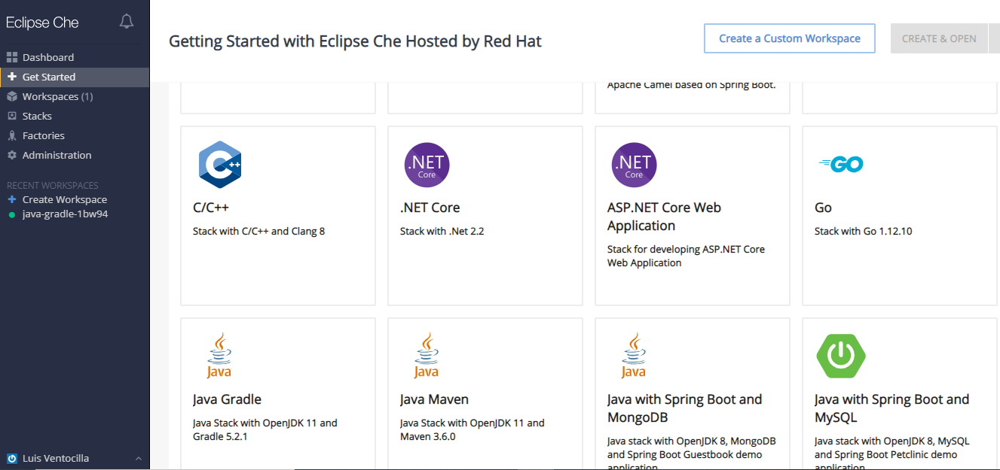 Eclipse Che
Dashboard
Get Started
Workspaces (1)
Stacks
Factories
Administration
RECENT WORKSPACES
Create Workspace
java-gradle-1bw94
Luis Ventocilla
Getting Started with Eclipse Che Hosted by Red Hat
Create a Custom Workspace
CREATE & OPEN
Apache Camel based on Spring Boot.
C++
C/C++
Stack with C/C++ and Clang 8
.NET
Core
.NET Core
Stack with .Net 2.2
.NET
Core
ASP.NET Core Web
Application
Stack for developing ASP.NET Core
Web Application
GO
Go
Stack with Go 1.12.10
Java
Java Gradle
Java Stack with OpenJDK 11 and
Gradle 5.2.1
Java
Java Maven
Java Stack with OpenJDK 11 and
Maven 3.6.0
Java
Java with Spring Boot and
MongoDB
Java stack with OpenJDK 8, MongoDB
and Spring Boot Guestbook demo
application
Java with Spring Boot and
MySQL
Java stack with OpenJDK 8, MySQL
and Spring Boot Petclinic demo
application